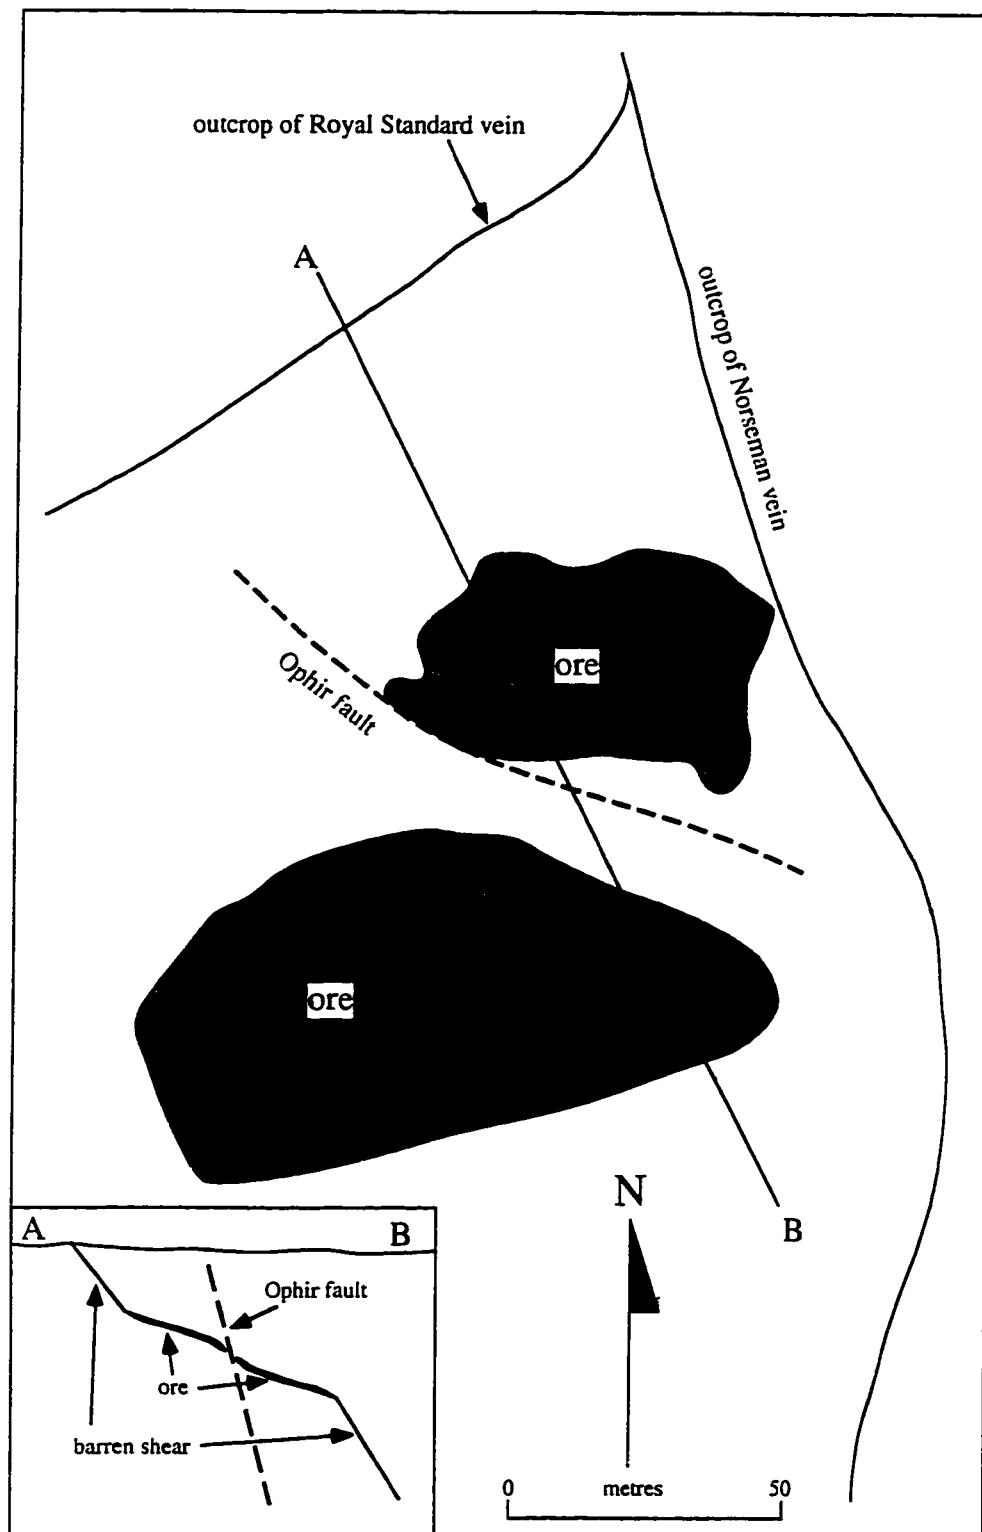 outcrop of Royal Standard vein
A
outcrop of Norseman vein
ore
Ophir fault
ore
N
B
A
B
Ophir fault
ore
barren shear
0
metres
50